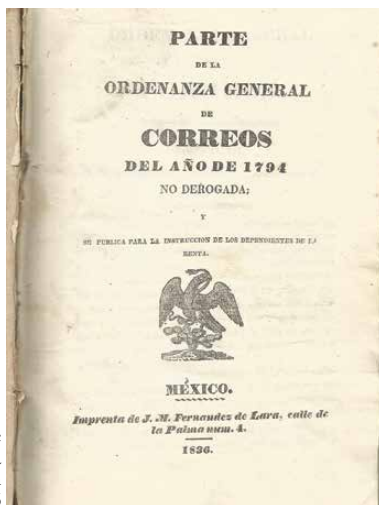 PARTE
DE LA
ORDENANZA GENERAL
DE
CORREOS
DEL AÑO DE 1794
NO DEROGADA;
Y
SE PUBLICA PARA LA INSTRUCCION DE LOS DEPENDIENTES DE LA
RENTA.
MÉXICO.
Imprenta de J. M. Fernandez de Lara, calle de
la Palma num. 4.
1836.